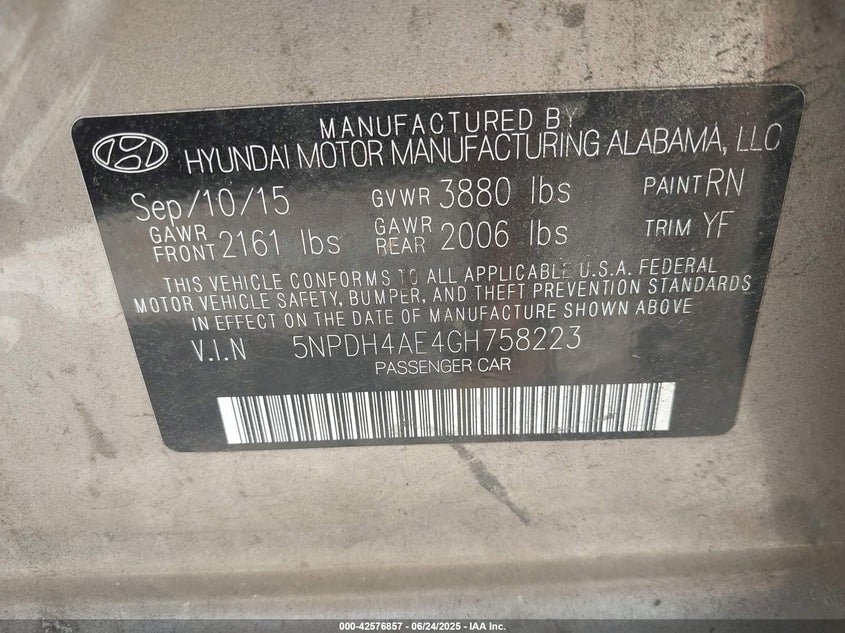 MANUFACTURED BY
HYUNDAI MOTOR MANUFACTURING ALABAMA, LLC
Sep/10/15 GVWR 3880 lbs PAINT RN
GAWR FRONT 2161 lbs GAWR REAR 2006 lbs TRIM YF
THIS VEHICLE CONFORMS TO ALL APPLICABLE U.S.A. FEDERAL
MOTOR VEHICLE SAFETY, BUMPER, AND THEFT PREVENTION STANDARDS
IN EFFECT ON THE DATE OF MANUFACTURE SHOWN ABOVE
V.I.N 5NPDH4AE4GH758223
PASSENGER CAR
000-42576857 - 06/24/2025 - IAA Inc.